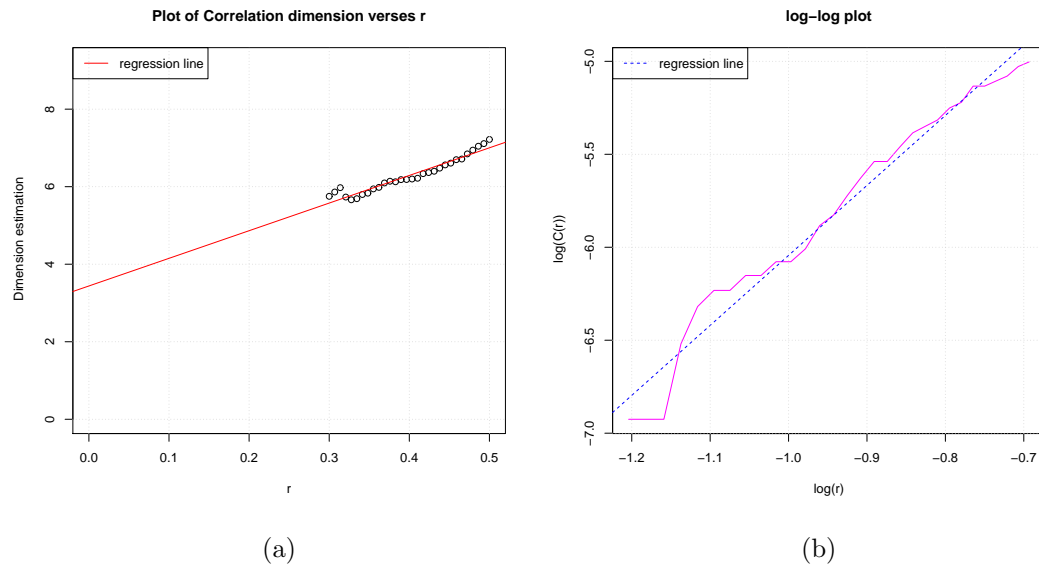 Plot of Correlation dimension verses r
regression line
Dimension estimation
8
6
4
2
0
0.0 0.1 0.2 0.3 0.4 0.5
r
(a)
log−log plot
regression line
log(C(r))
−5.0
−5.5
−6.0
−6.5
−7.0
−1.2 −1.1 −1.0 −0.9 −0.8 −0.7
log(r)
(b)